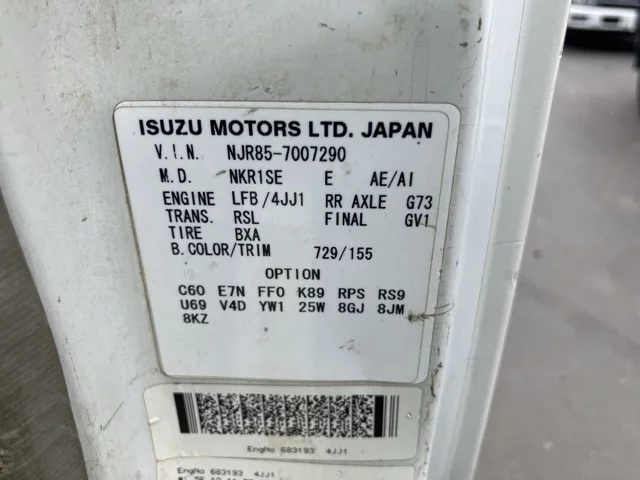 ISUZU MOTORS LTD. JAPAN
V.I.N. NJR85-7007290
M.D. NKR1SE E AE/AI
ENGINE LFB/4JJ1 RR AXLE G73
TRANS. RSL FINAL GV1
TIRE BXA
B.COLOR/TRIM 729/155
OPTION
C60 E7N FF0 K89 RPS RS9
U69 V4D YW1 25W 8GJ 8JM
8KZ
EngNo 683193 4JJ1
EngNo 683193 4JJ1